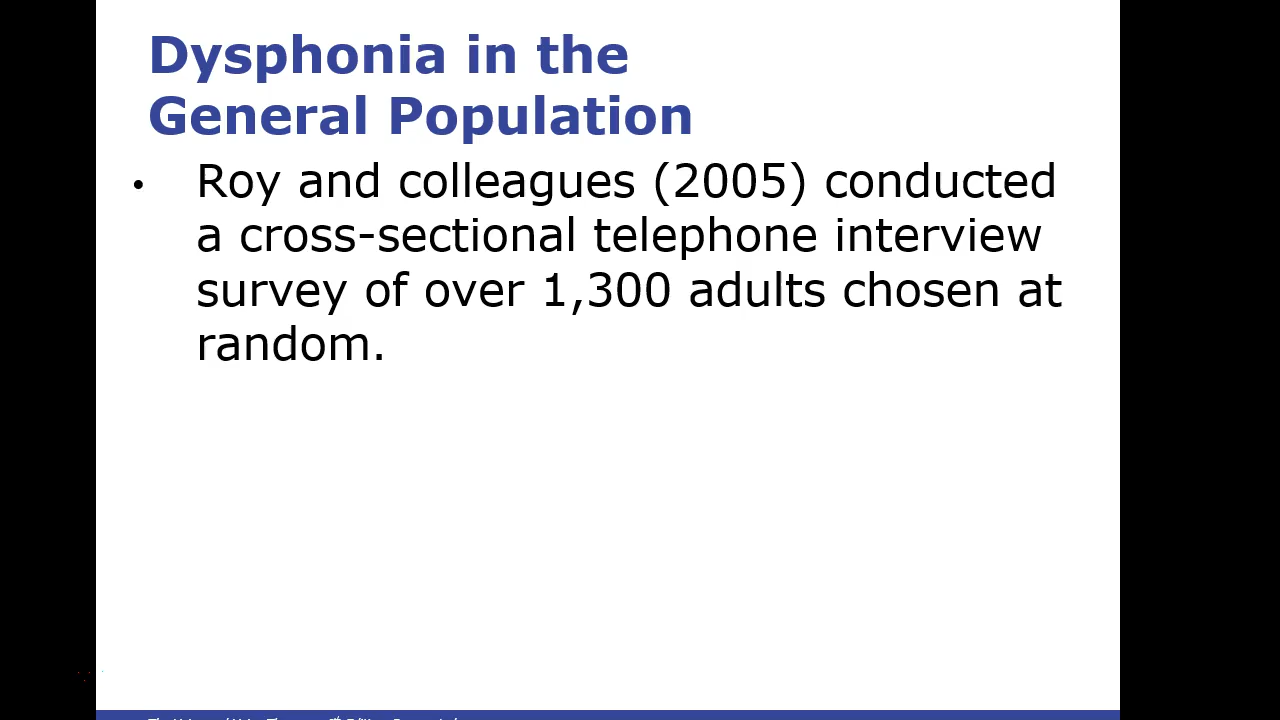 Dysphonia in the
General Population
• Roy and colleagues (2005) conducted
a cross-sectional telephone interview
survey of over 1,300 adults chosen at
random.